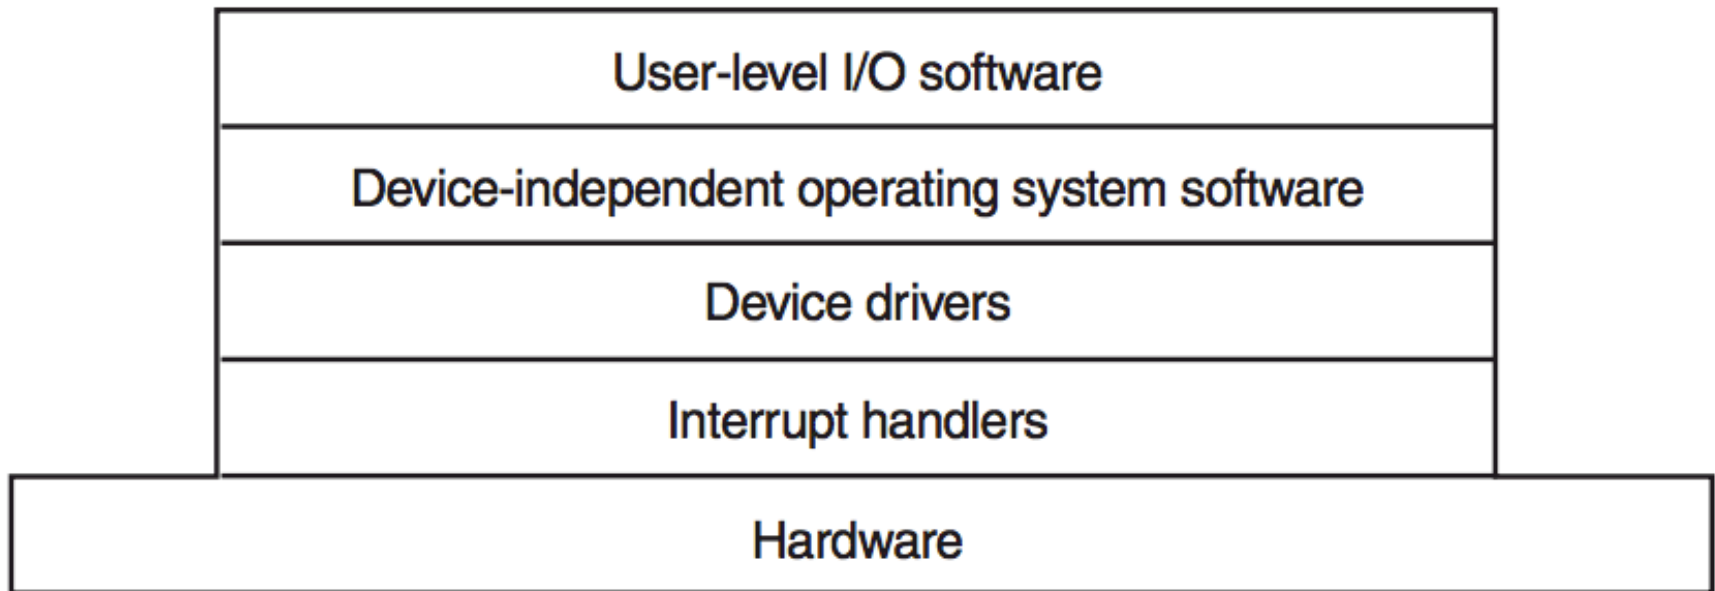 User-level I/O software
Device-independent operating system software
Device drivers
Interrupt handlers
Hardware